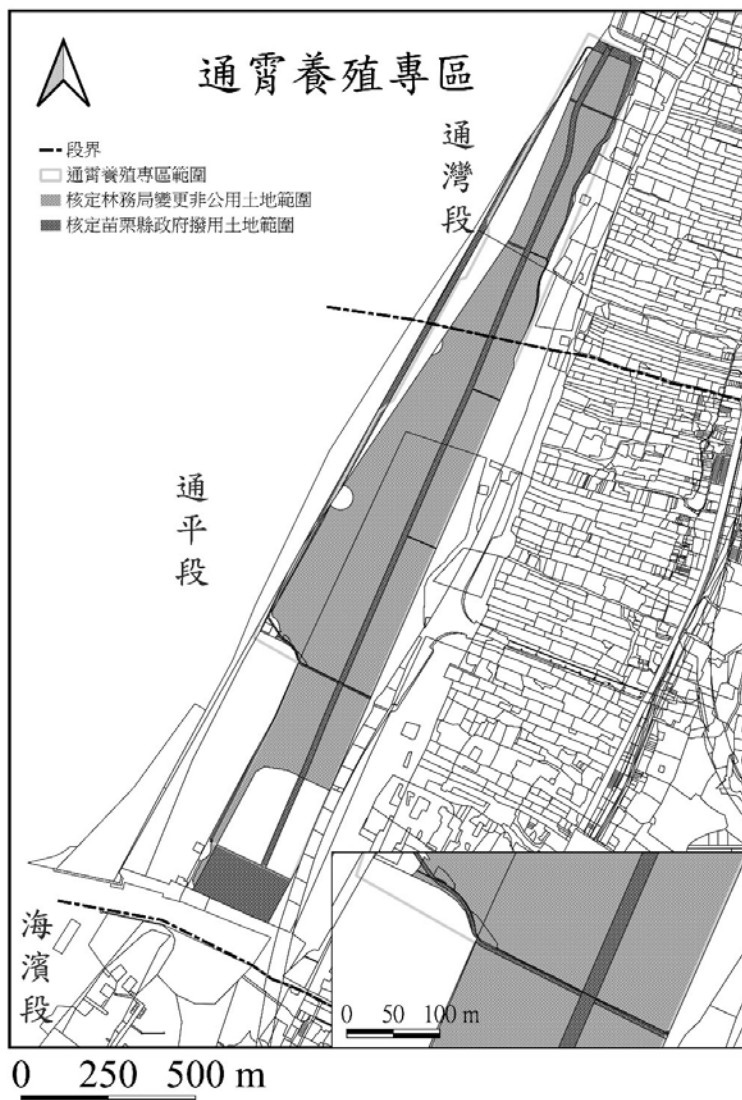 通霄養殖專區
段界
通霄養殖專區範圍
核定林務局變更非公用土地範圍
核定苗栗縣政府撥用土地範圍
通灣段
通平段
海濱段
0 50 100 m
0 250 500 m